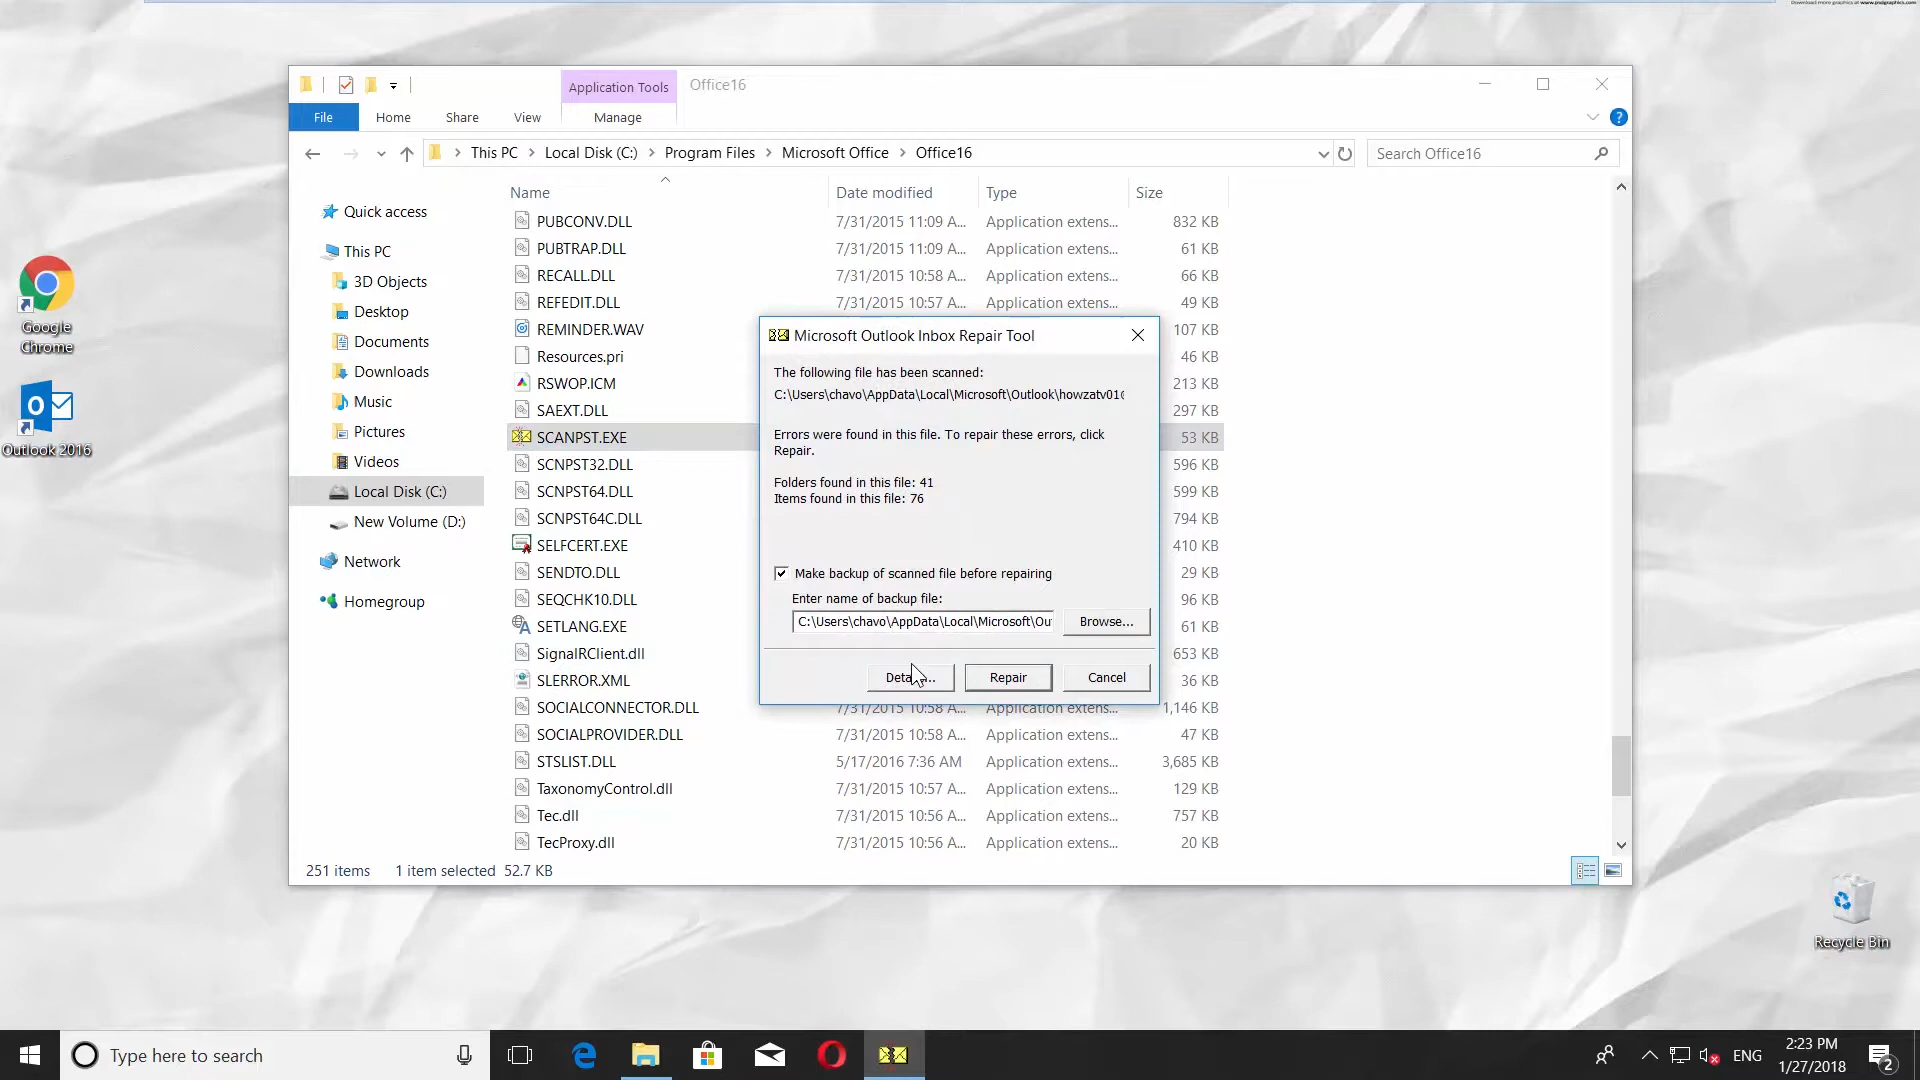 Download more graphics at www.psdgraphics.com
Application Tools
Office16
File
Home
Share
View
Manage
This PC
Local Disk (C:)
Program Files
Microsoft Office
Office16
Search Office16
Quick access
This PC
3D Objects
Desktop
Documents
Downloads
Music
Pictures
Videos
Local Disk (C:)
New Volume (D:)
Network
Homegroup
Name Date modified Type Size
PUBCONV.DLL 7/31/2015 11:09 A... Application extens... 832 KB
PUBTRAP.DLL 7/31/2015 11:09 A... Application extens... 61 KB
RECALL.DLL 7/31/2015 10:58 A... Application extens... 66 KB
REFEDIT.DLL 7/31/2015 10:57 A... Application extens... 49 KB
REMINDER.WAV 107 KB
Resources.pri 46 KB
RSWOP.ICM 213 KB
SAEXT.DLL 297 KB
SCANPST.EXE 53 KB
SCNPST32.DLL 596 KB
SCNPST64.DLL 599 KB
SCNPST64C.DLL 794 KB
SELFCERT.EXE 410 KB
SENDTO.DLL 29 KB
SEQCHK10.DLL 96 KB
SETLANG.EXE 61 KB
SignalRClient.dll 653 KB
SLERROR.XML 36 KB
SOCIALCONNECTOR.DLL 7/31/2015 10:58 A... Application extens... 1,146 KB
SOCIALPROVIDER.DLL 7/31/2015 10:58 A... Application extens... 47 KB
STSLIST.DLL 5/17/2016 7:36 AM Application extens... 3,685 KB
TaxonomyControl.dll 7/31/2015 10:57 A... Application extens... 129 KB
Tec.dll 7/31/2015 10:56 A... Application extens... 757 KB
TecProxy.dll 7/31/2015 10:56 A... Application extens... 20 KB
251 items 1 item selected 52.7 KB
Microsoft Outlook Inbox Repair Tool
The following file has been scanned:
C:\Users\chavo\AppData\Local\Microsoft\Outlook\howzatv01
Errors were found in this file. To repair these errors, click
Repair.
Folders found in this file: 41
Items found in this file: 76
Make backup of scanned file before repairing
Enter name of backup file:
C:\Users\chavo\AppData\Local\Microsoft\Ou
Browse...
Repair
Cancel
Google
Chrome
Outlook 2016
Recycle Bin
Type here to search
ENG
2:23 PM
1/27/2018
2